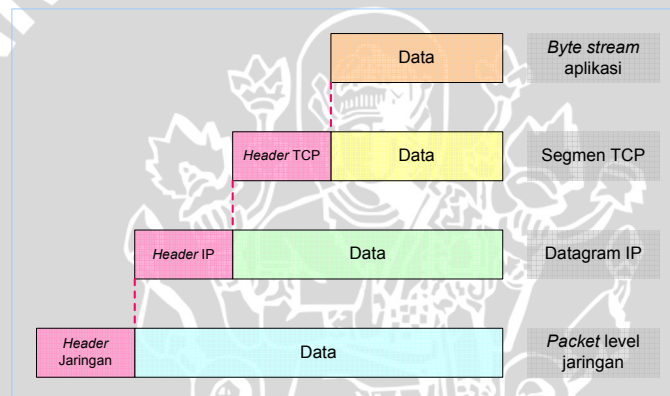 Data
Byte stream
aplikasi
Header TCP
Data
Segmen TCP
Header IP
Data
Datagram IP
Header
Jaringan
Data
Packet level
jaringan